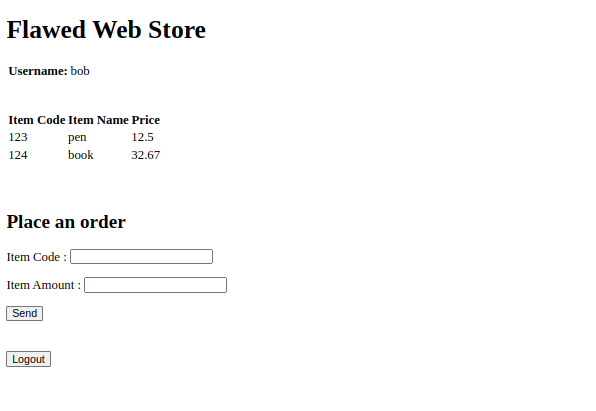 Flawed Web Store
Username: bob
Item Code Item Name Price
123 pen 12.5
124 book 32.67
Place an order
Item Code :
Item Amount :
Send
Logout